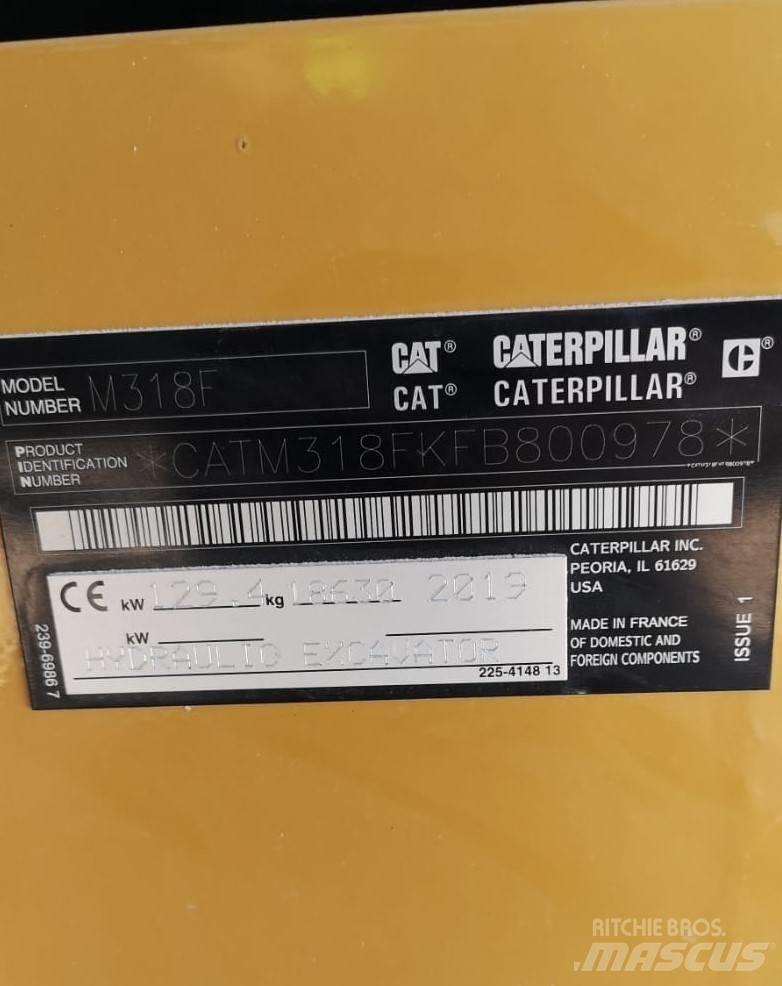 MODEL
NUMBER M318F
CAT® CATERPILLAR® ®
CAT® CATERPILLAR®
PRODUCT
IDENTIFICATION
NUMBER
*CATM318FKFB800978*
CE kW 129.4 kg 18630 2019
kW
HYDRAULIC EXCAVATOR
225-4148 13
239-6986 7
CATERPILLAR INC.
PEORIA, IL 61629
USA
MADE IN FRANCE
OF DOMESTIC AND
FOREIGN COMPONENTS
ISSUE 1
RITCHIE BROS.
MASCUS